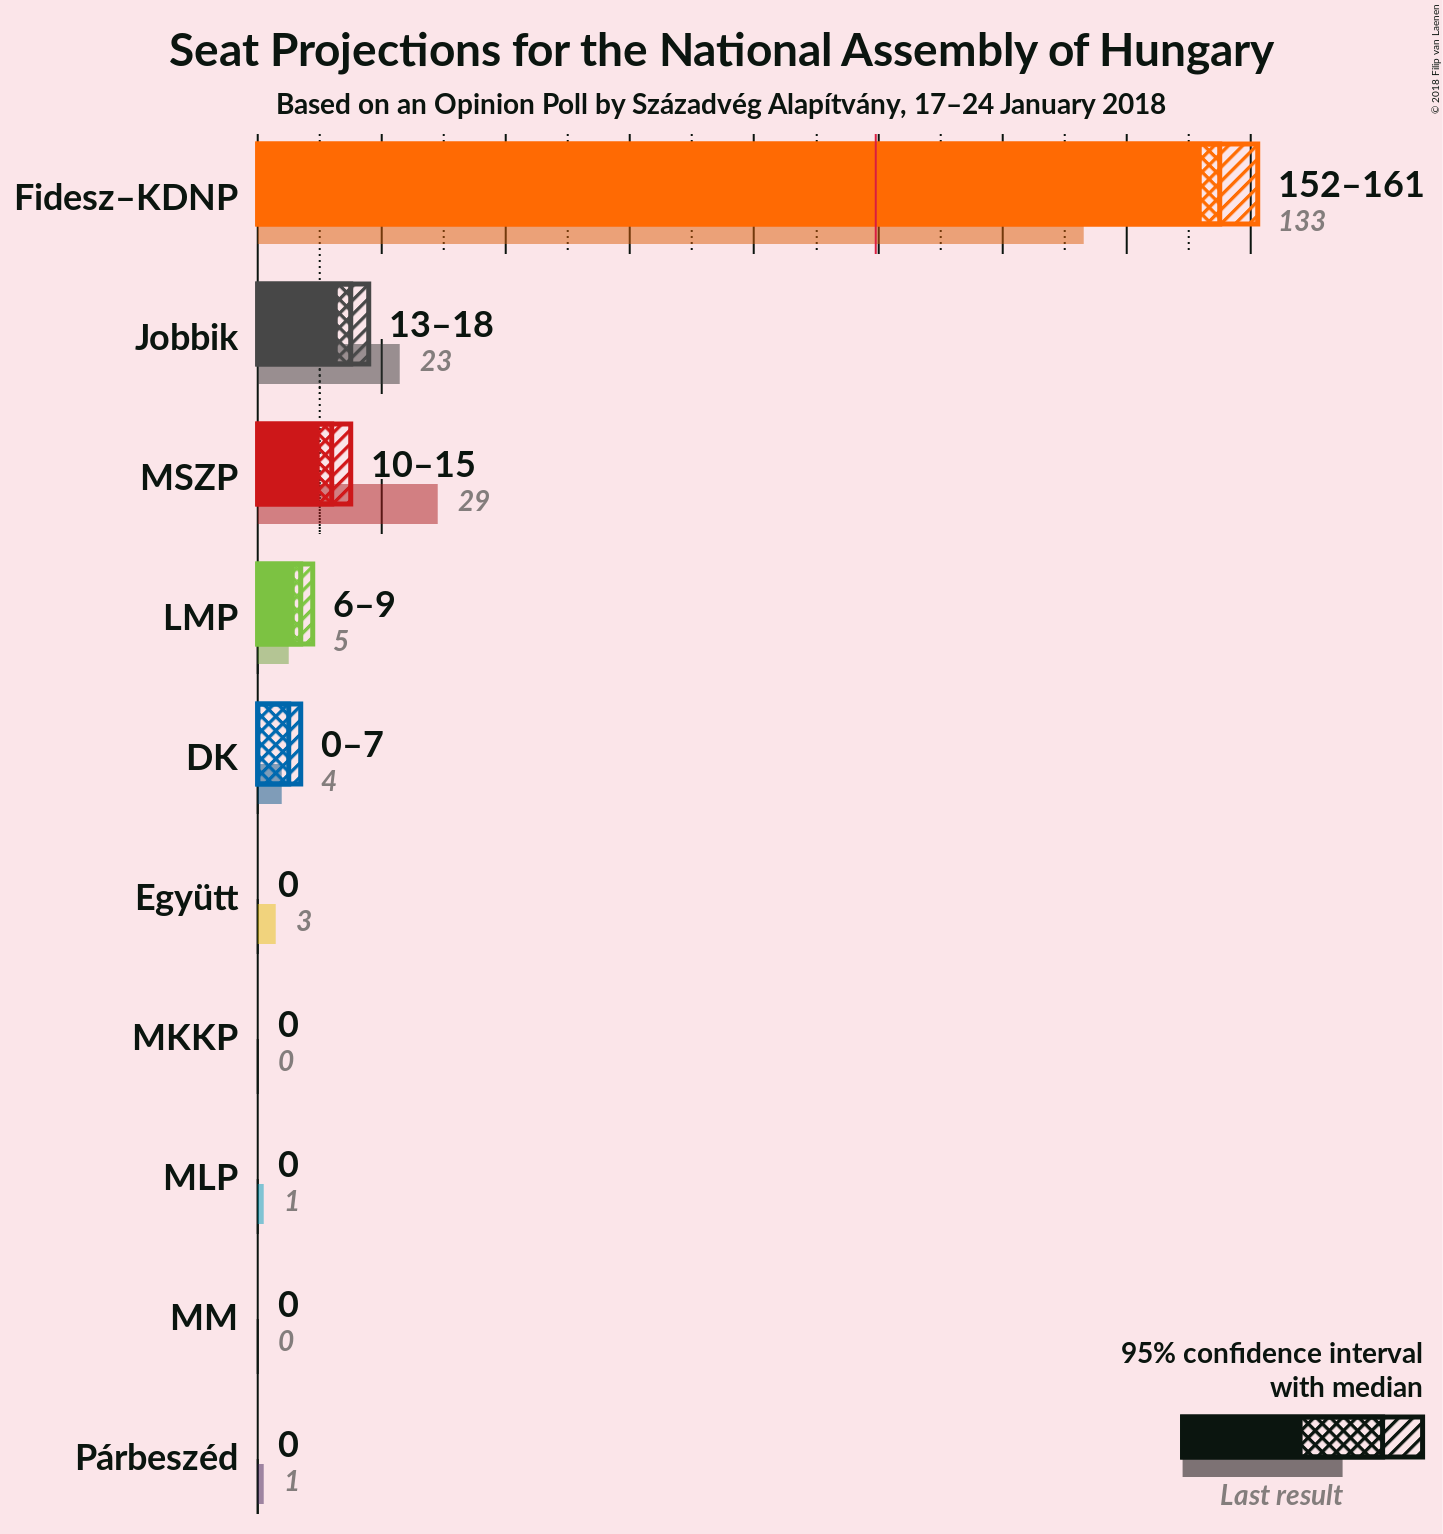 Seat Projections for the National Assembly of Hungary
Based on an Opinion Poll by Századvég Alapítvány, 17–24 January 2018
© 2018 Filip van Laenen
Fidesz–KDNP
152–161
133
Jobbik
13–18
23
MSZP
10–15
29
LMP
6–9
5
DK
0–7
4
Együtt
0
3
MKKP
0
0
MLP
0
1
MM
0
0
Párbeszéd
0
1
95% confidence interval
with median
Last result